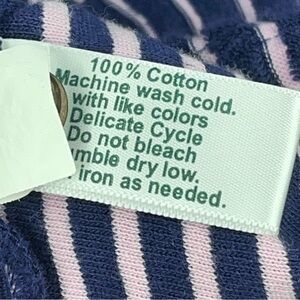 100% Cotton
Machine wash cold.
with like colors
Delicate Cycle
Do not bleach
umble dry low.
iron as needed.